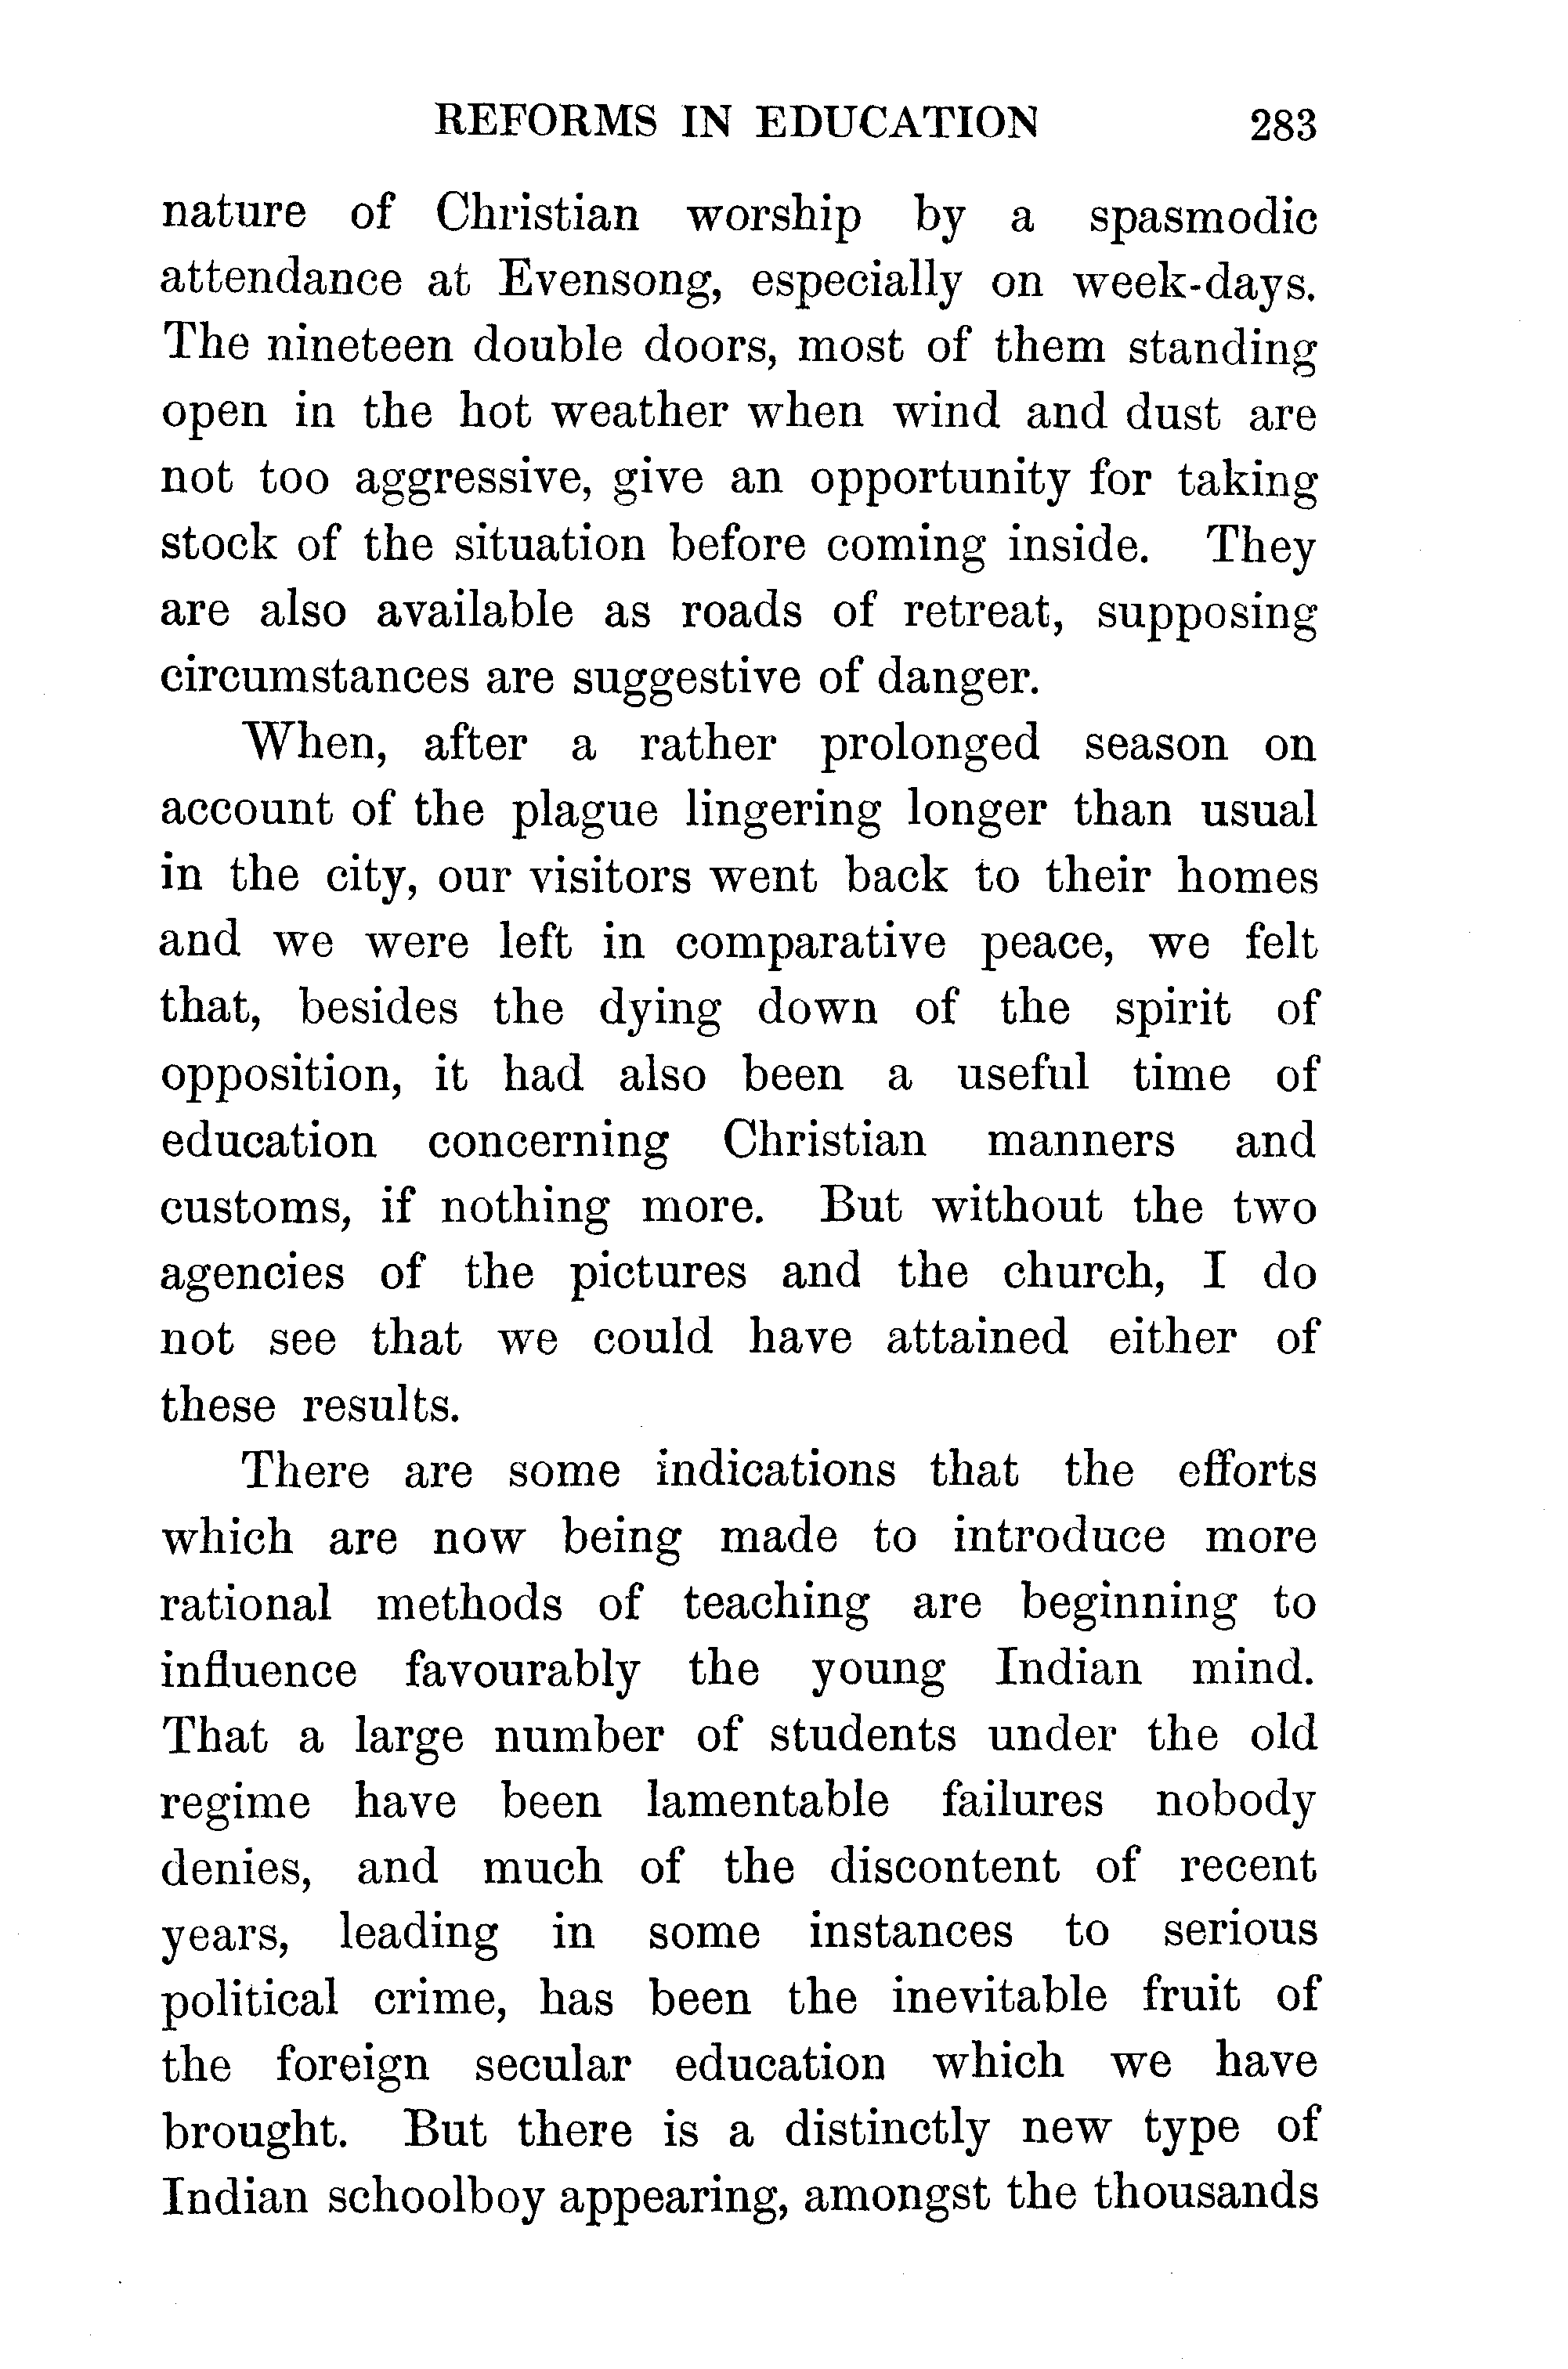 REFORMS IN EDUCATION 283
nature of Christian worship by a spasmodic
attendance at Evensong, especially on week-days.
The nineteen double doors, most of them standing
open in the hot weather when wind and dust are
not too aggressive, give an opportunity for taking
stock of the situation before coming inside. They
are also available as roads of retreat, supposing
circumstances are suggestive of danger.
When, after a rather prolonged season on
account of the plague lingering longer than usual
in the city, our visitors went back to their homes
and we were left in comparative peace, we felt
that, besides the dying down of the spirit of
opposition, it had also been a useful time of
education concerning Christian manners and
customs, if nothing more. But without the two
agencies of the pictures and the church, I do
not see that we could have attained either of
these results.
There are some indications that the efforts
which are now being made to introduce more
rational methods of teaching are beginning to
influence favourably the young Indian mind.
That a large number of students under the old
regime have been lamentable failures nobody
denies, and much of the discontent of recent
years, leading in some instances to serious
political crime, has been the inevitable fruit of
the foreign secular education which we have
brought. But there is a distinctly new type of
Indian schoolboy appearing, amongst the thousands